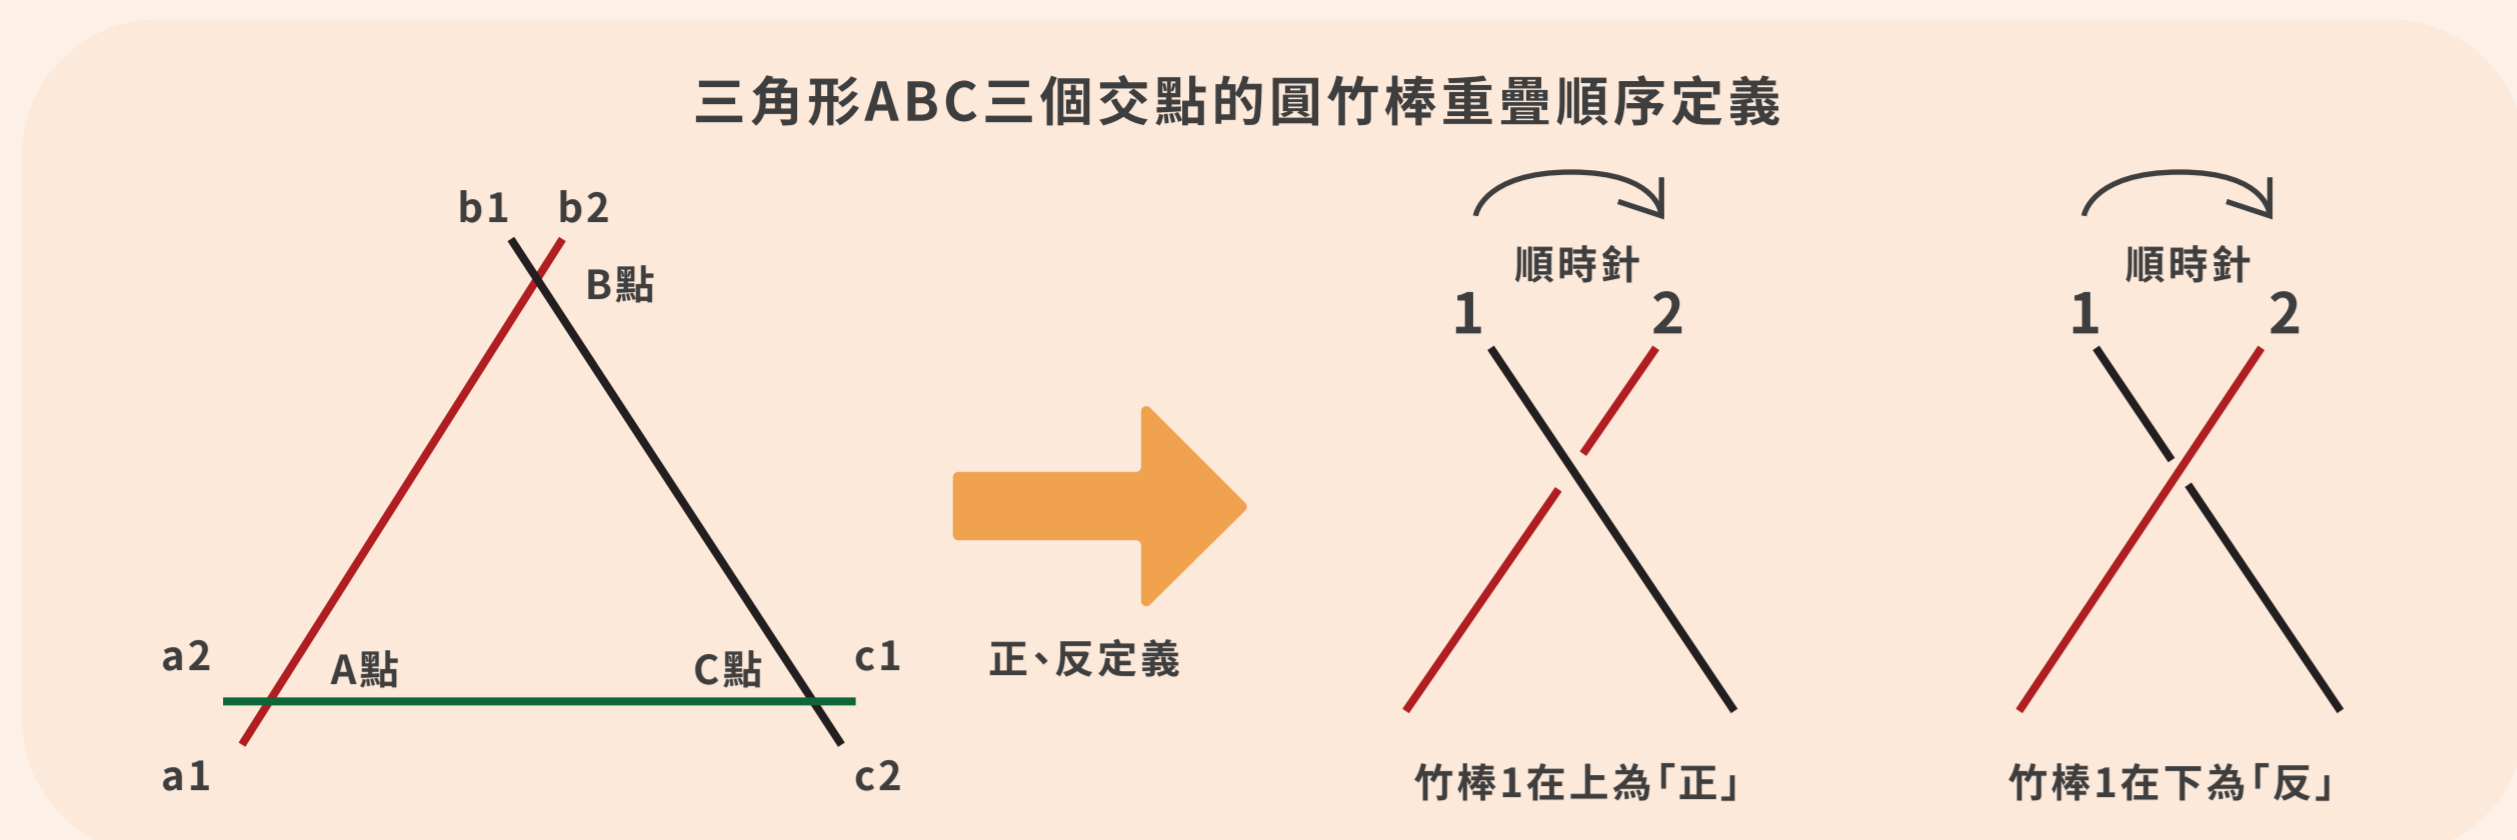 三角形ABC三個交點的圓竹棒重疊順序定義
b1 b2
B點
a2
A點
C點
c1
a1
c2
正、反定義
順時針
1 2
竹棒1在上為「正」
順時針
1 2
竹棒1在下為「反」